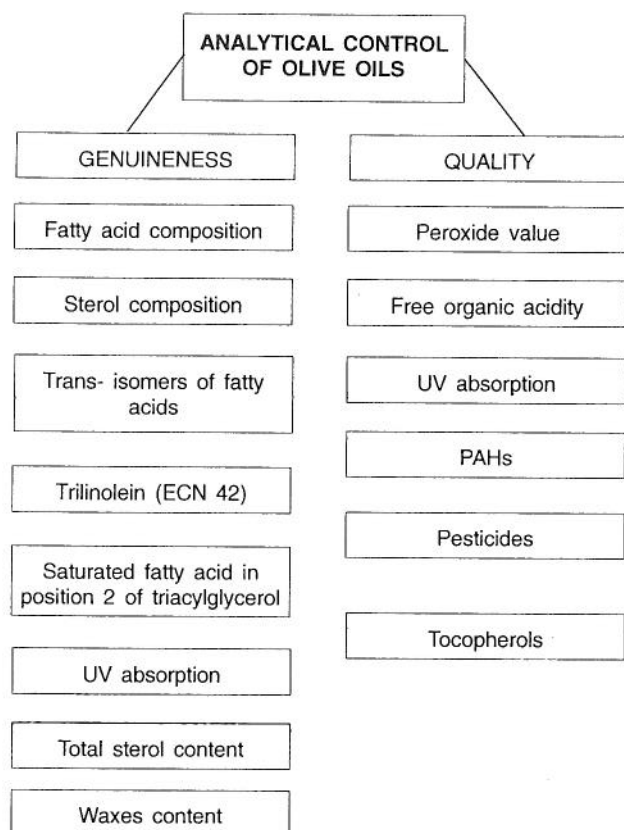 ANALYTICAL CONTROL
OF OLIVE OILS
GENUINENESS
Fatty acid composition
Sterol composition
Trans- isomers of fatty
acids
Trilinolein (ECN 42)
Saturated fatty acid in
position 2 of triacylglycerol
UV absorption
Total sterol content
Waxes content
QUALITY
Peroxide value
Free organic acidity
UV absorption
PAHs
Pesticides
Tocopherols